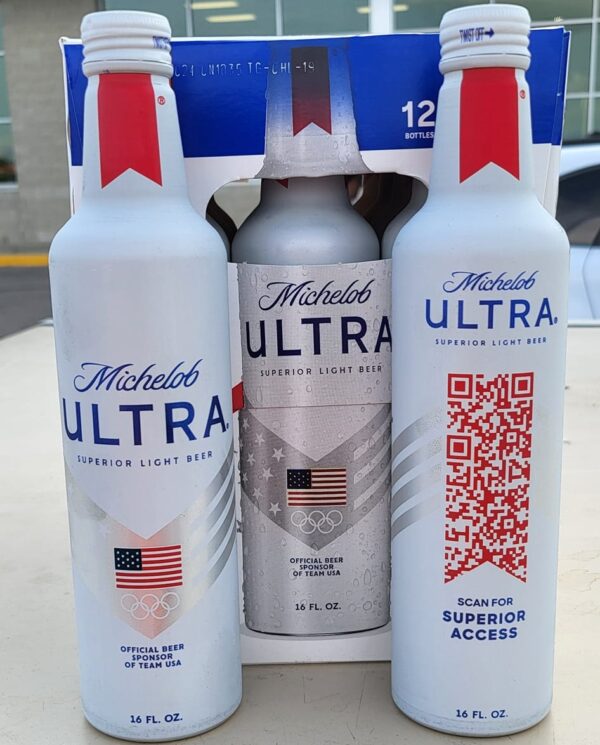 TWIST
Michelob
ULTRA®
SUPERIOR LIGHT BEER
OFFICIAL BEER
SPONSOR
OF TEAM USA
16 FL. OZ.
12
BOTTLES
Michelob
ULTRA
SUPERIOR LIGHT BEER
OFFICIAL BEER
SPONSOR
OF TEAM USA
16 FL. OZ.
TWIST OFF→
Michelob
ULTRA®
SUPERIOR LIGHT BEER
SCAN FOR
SUPERIOR
ACCESS
16 FL. OZ.